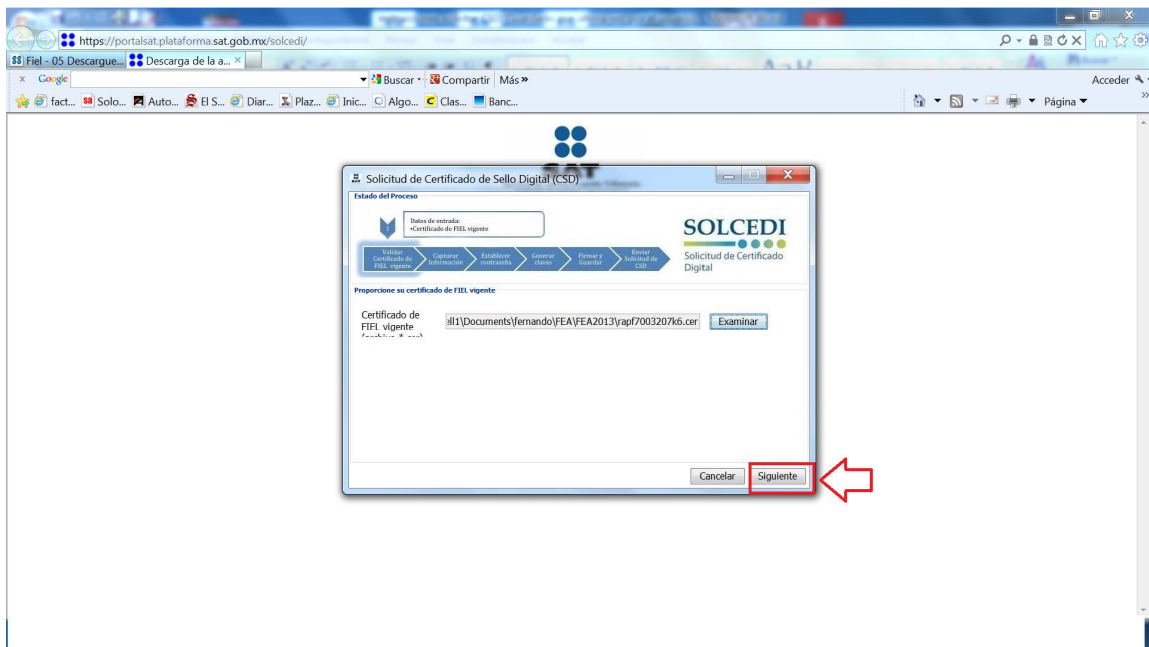 https://portalsat.plataforma.sat.gob.mx/solcedi/
Fiel - 05 Descargue...
Descarga de la a... ×
x Google
Buscar
Compartir
Más »
Acceder
fact...
Solo...
Auto...
El S...
Diar...
Plaz...
Inic...
Algo...
Clas...
Banc...
Página
SAT
Solicitud de Certificado de Sello Digital (CSD)
Estado del Proceso
1
Datos de entrada:
•Certificado de FIEL vigente
Validar Certificado de FIEL vigente
Capturar Información
Establecer contraseña
Generar claves
Firmar y Guardar
Enviar Solicitud de CSD
SOLCEDI
Solicitud de Certificado
Digital
Proporcione su certificado de FIEL vigente
Certificado de
FIEL vigente
ell1\Documents\fernando\FEA\FEA2013\rapf7003207k6.cer
Examinar
Cancelar
Siguiente